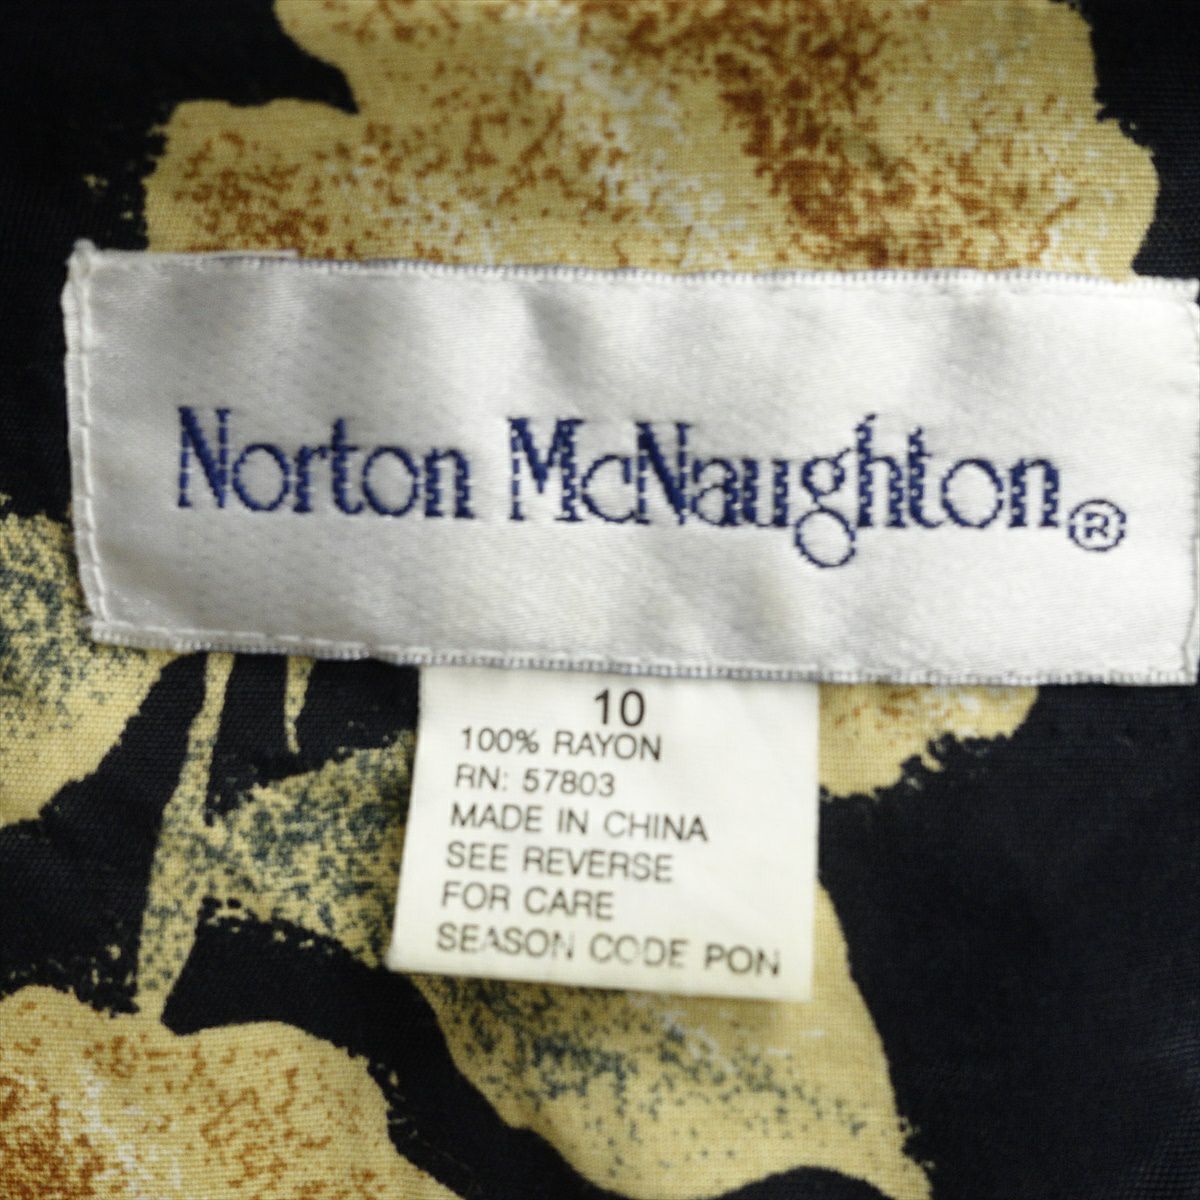 Norton McNaughton®
10
100% RAYON
RN: 57803
MADE IN CHINA
SEE REVERSE
FOR CARE
SEASON CODE PON